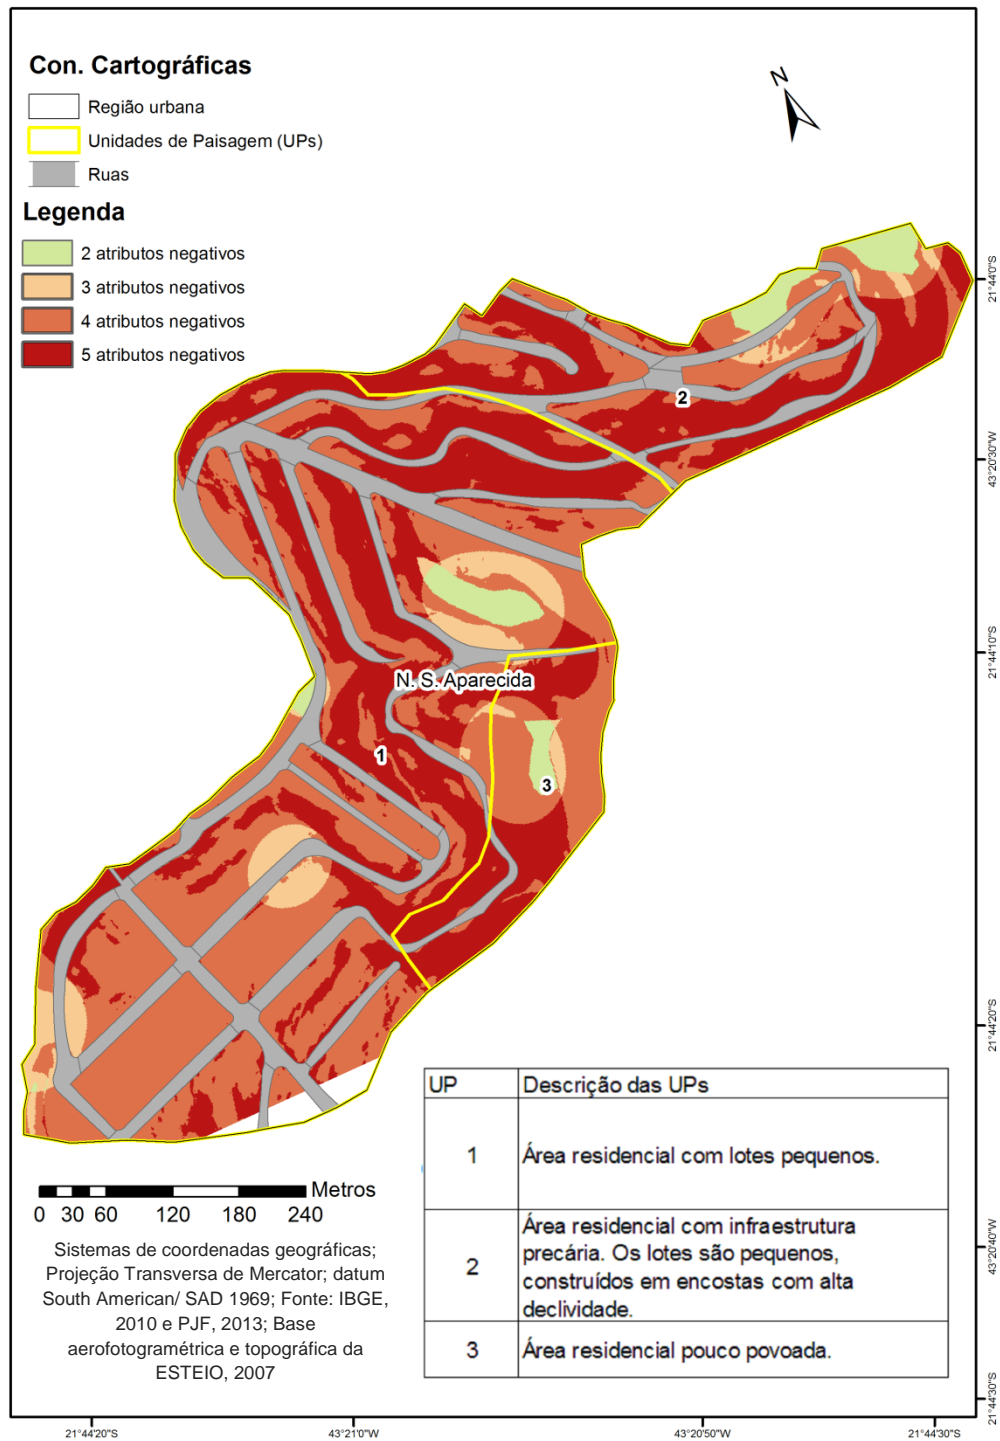 Con. Cartográficas
Região urbana
Unidades de Paisagem (UPs)
Ruas
Legenda
2 atributos negativos
3 atributos negativos
4 atributos negativos
5 atributos negativos
N
2
N. S. Aparecida
1
3
21°44'0"S
43°20'30"W
21°44'10"S
21°44'20"S
43°20'40"W
21°44'30"S
UP Descrição das UPs
1 Área residencial com lotes pequenos.
2 Área residencial com infraestrutura
precária. Os lotes são pequenos,
construídos em encostas com alta
declividade.
3 Área residencial pouco povoada.
Metros
0 30 60 120 180 240
Sistemas de coordenadas geográficas;
Projeção Transversa de Mercator; datum
South American/ SAD 1969; Fonte: IBGE,
2010 e PJF, 2013; Base
aerofotogramétrica e topográfica da
ESTEIO, 2007
21°44'20"S 43°21'0"W 43°20'50"W 21°44'30"S